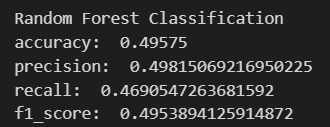 Random Forest Classification
accuracy:  0.49575
precision:  0.49815069216950225
recall:  0.4690547263681592
f1_score:  0.4953894125914872